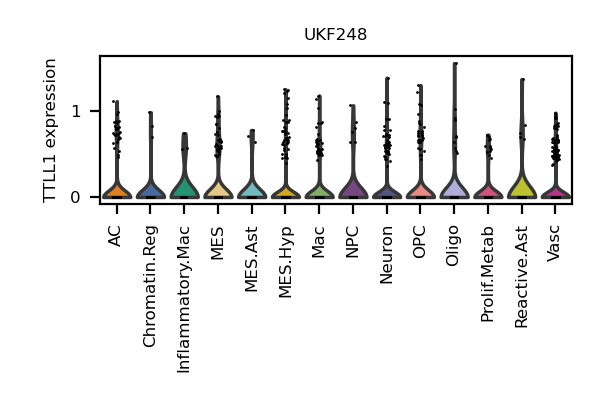 UKF248
TTLL1 expression
1
0
AC
Chromatin.Reg
Inflammatory.Mac
MES
MES.Ast
MES.Hyp
Mac
NPC
Neuron
OPC
Oligo
Prolif.Metab
Reactive.Ast
Vasc